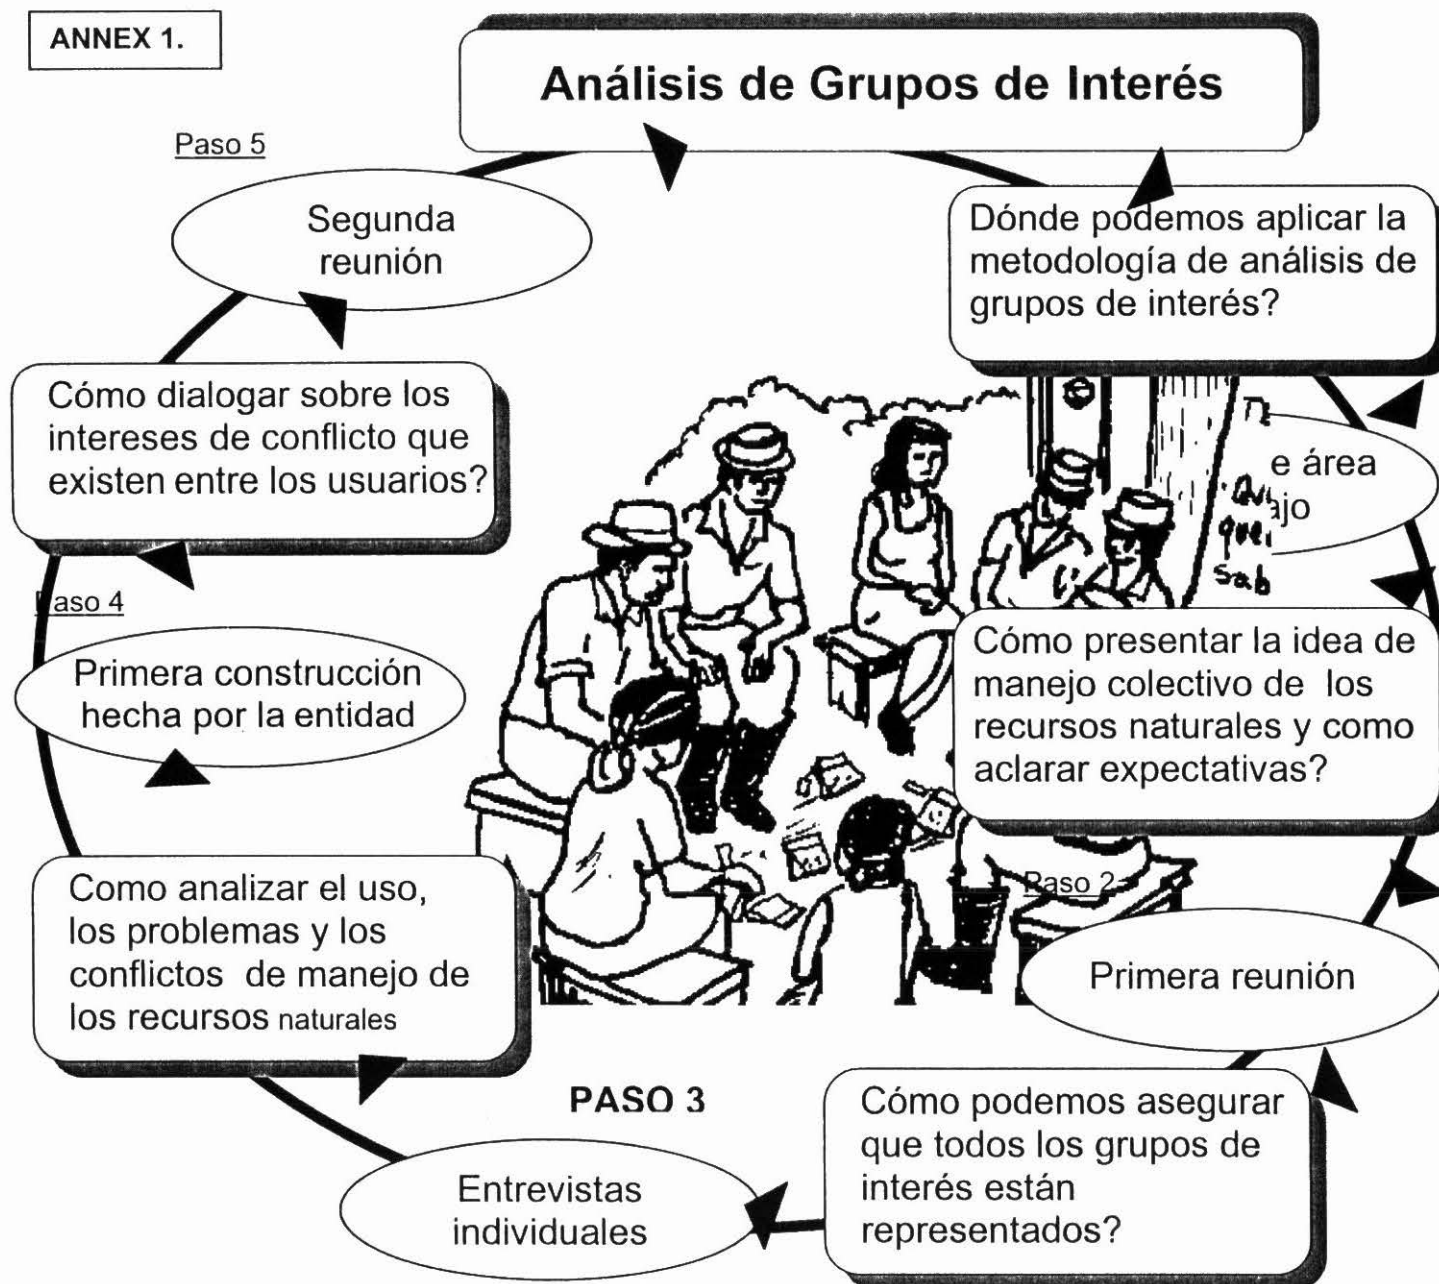 ANNEX 1.
Análisis de Grupos de Interés
Dónde podemos aplicar la
metodología de análisis de
grupos de interés?
e área
ajo
que
sab
Cómo presentar la idea de
manejo colectivo de los
recursos naturales y como
aclarar expectativas?
Paso 2
Primera reunión
Cómo podemos asegurar
que todos los grupos de
interés están
representados?
PASO 3
Entrevistas
individuales
Como analizar el uso,
los problemas y los
conflictos de manejo de
los recursos naturales
aso 4
Primera construcción
hecha por la entidad
Cómo dialogar sobre los
intereses de conflicto que
existen entre los usuarios?
Paso 5
Segunda
reunión